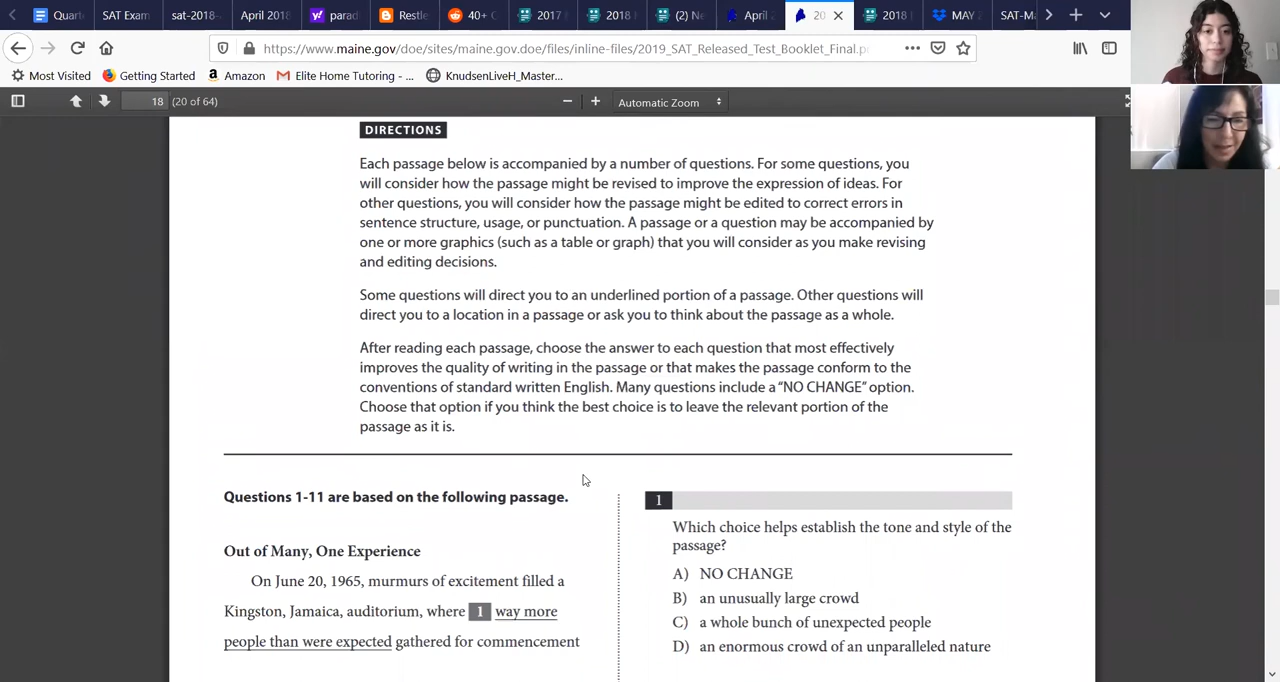 Quart
SAT Exam
sat-2018-
April 2018
parad
Restle
40+
2017
2018
(2) Ne
April 2
20
2018
MAY 2
SAT-Ma
https://www.maine.gov/doe/sites/maine.gov.doe/files/inline-files/2019_SAT_Released_Test_Booklet_Final.p
Most Visited
Getting Started
Amazon
Elite Home Tutoring - ...
KnudsenLiveH_Master...
18 (20 of 64)
Automatic Zoom
DIRECTIONS
Each passage below is accompanied by a number of questions. For some questions, you
will consider how the passage might be revised to improve the expression of ideas. For
other questions, you will consider how the passage might be edited to correct errors in
sentence structure, usage, or punctuation. A passage or a question may be accompanied by
one or more graphics (such as a table or graph) that you will consider as you make revising
and editing decisions.
Some questions will direct you to an underlined portion of a passage. Other questions will
direct you to a location in a passage or ask you to think about the passage as a whole.
After reading each passage, choose the answer to each question that most effectively
improves the quality of writing in the passage or that makes the passage conform to the
conventions of standard written English. Many questions include a “NO CHANGE” option.
Choose that option if you think the best choice is to leave the relevant portion of the
passage as it is.
Questions 1-11 are based on the following passage.
Out of Many, One Experience
On June 20, 1965, murmurs of excitement filled a
Kingston, Jamaica, auditorium, where 1 way more
people than were expected gathered for commencement
1
Which choice helps establish the tone and style of the
passage?
A) NO CHANGE
B) an unusually large crowd
C) a whole bunch of unexpected people
D) an enormous crowd of an unparalleled nature